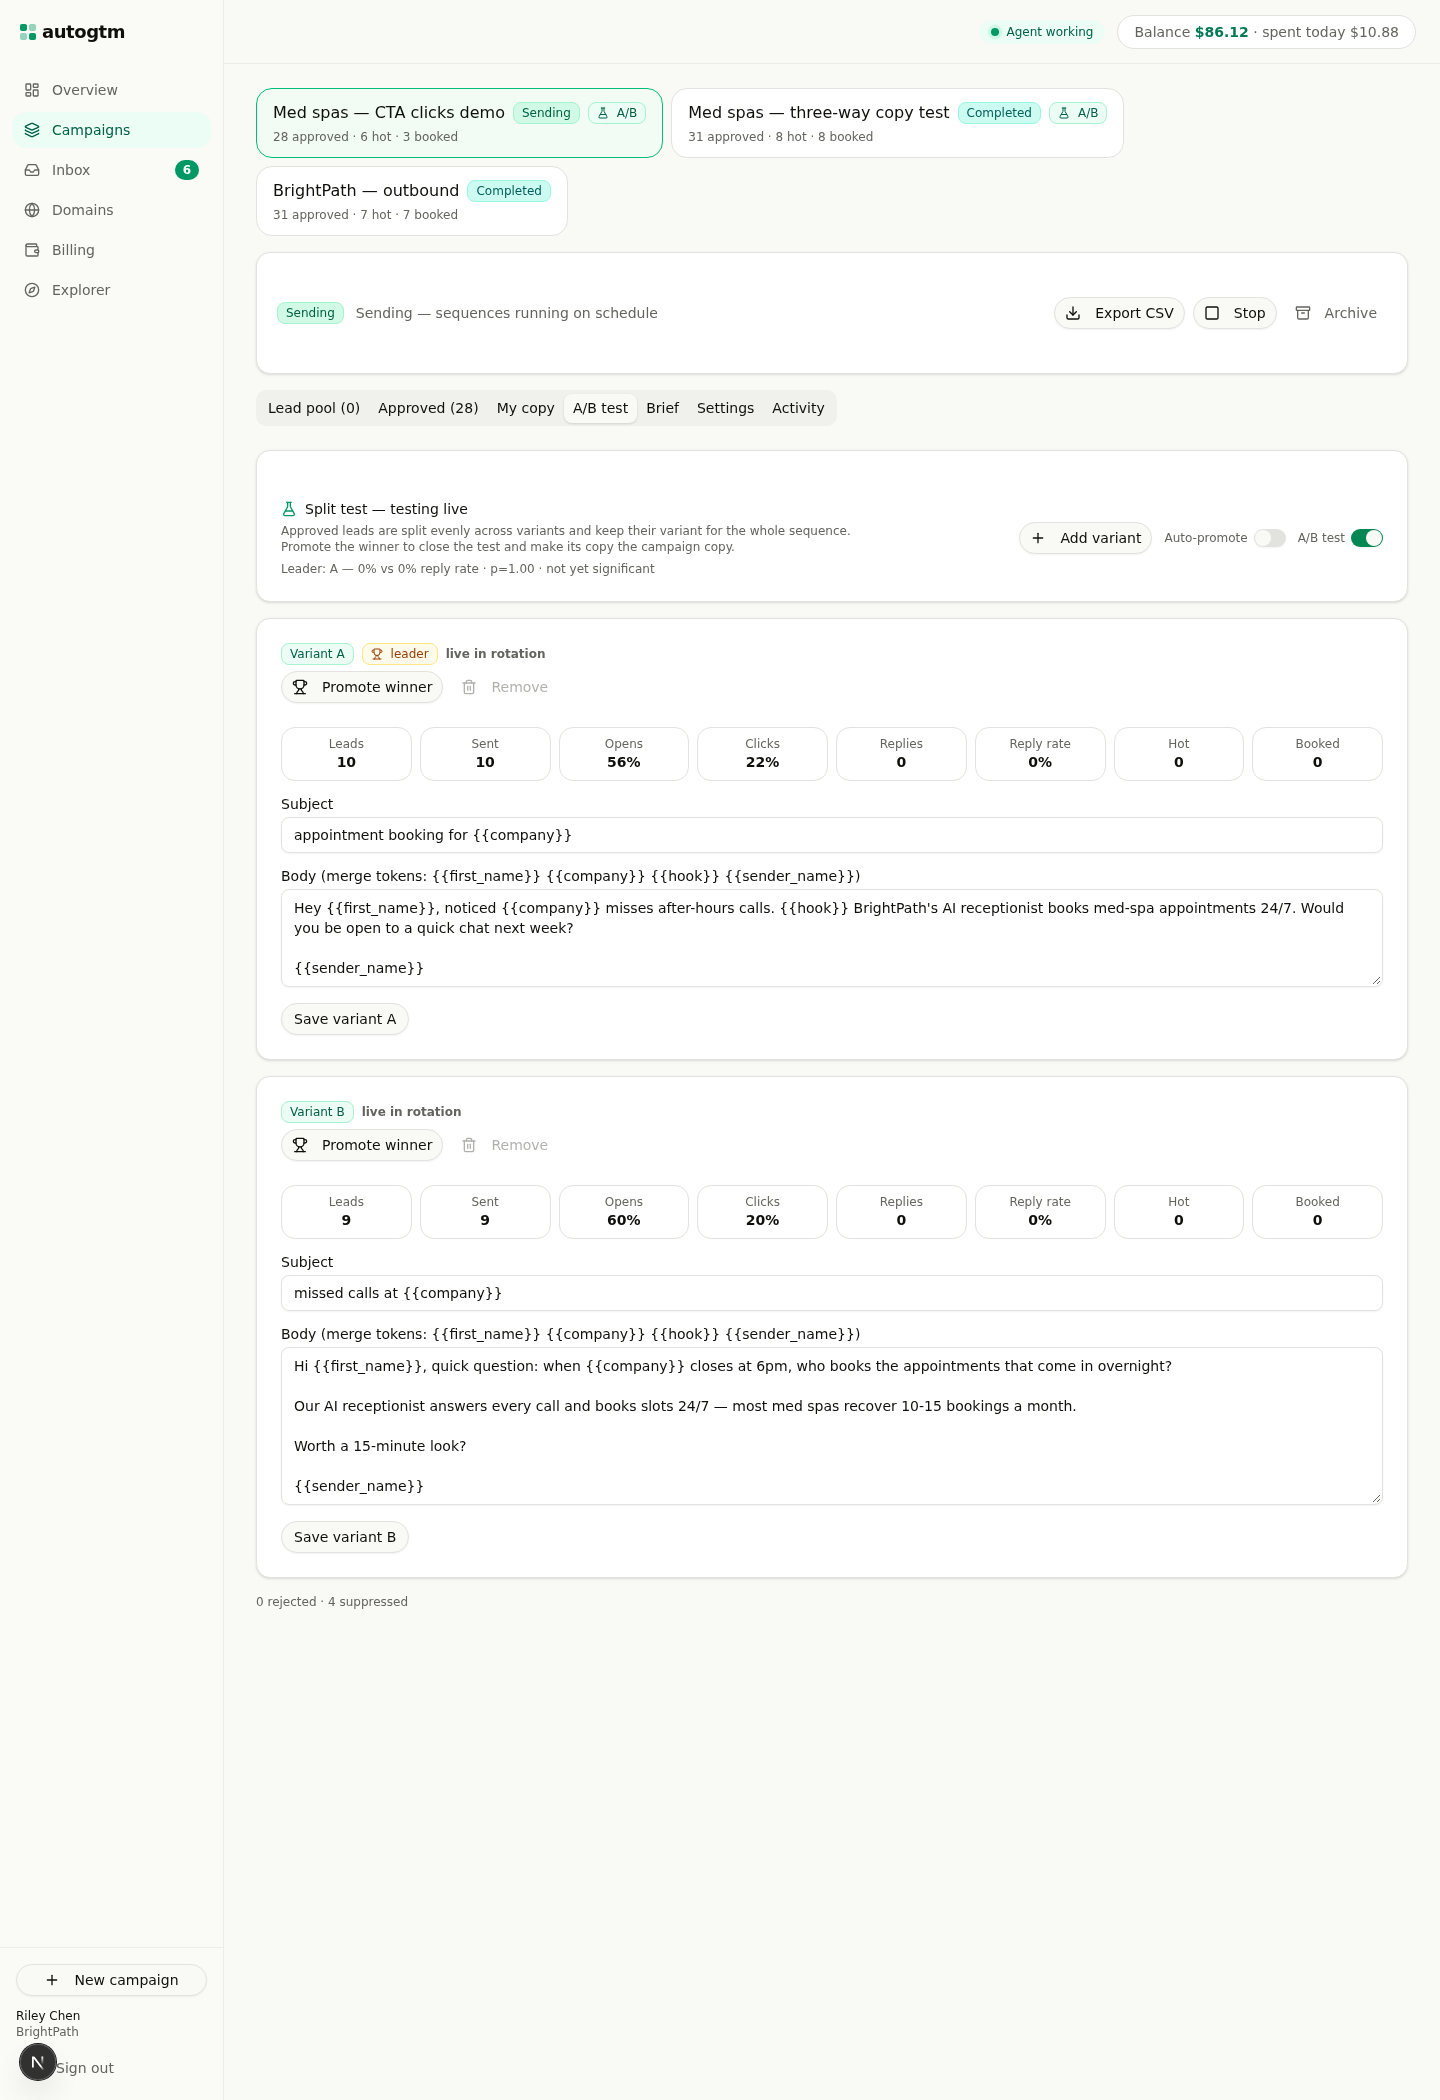 autogtm
Agent working
Balance $86.12 · spent today $10.88
Overview
Campaigns
Inbox 6
Domains
Billing
Explorer
Med spas — CTA clicks demo Sending A/B
28 approved · 6 hot · 3 booked
Med spas — three-way copy test Completed A/B
31 approved · 8 hot · 8 booked
BrightPath — outbound Completed
31 approved · 7 hot · 7 booked
Sending Sending — sequences running on schedule
Export CSV Stop Archive
Lead pool (0) Approved (28) My copy A/B test Brief Settings Activity
Split test — testing live
Approved leads are split evenly across variants and keep their variant for the whole sequence.
Promote the winner to close the test and make its copy the campaign copy.
Leader: A — 0% vs 0% reply rate · p=1.00 · not yet significant
Add variant Auto-promote A/B test
Variant A leader live in rotation
Promote winner Remove
Leads Sent Opens Clicks Replies Reply rate Hot Booked
10 10 56% 22% 0 0% 0 0
Subject
appointment booking for {{company}}
Body (merge tokens: {{first_name}} {{company}} {{hook}} {{sender_name}})
Hey {{first_name}}, noticed {{company}} misses after-hours calls. {{hook}} BrightPath's AI receptionist books med-spa appointments 24/7. Would
you be open to a quick chat next week?
{{sender_name}}
Save variant A
Variant B live in rotation
Promote winner Remove
Leads Sent Opens Clicks Replies Reply rate Hot Booked
9 9 60% 20% 0 0% 0 0
Subject
missed calls at {{company}}
Body (merge tokens: {{first_name}} {{company}} {{hook}} {{sender_name}})
Hi {{first_name}}, quick question: when {{company}} closes at 6pm, who books the appointments that come in overnight?
Our AI receptionist answers every call and books slots 24/7 — most med spas recover 10-15 bookings a month.
Worth a 15-minute look?
{{sender_name}}
Save variant B
0 rejected · 4 suppressed
New campaign
Riley Chen
BrightPath
N Sign out